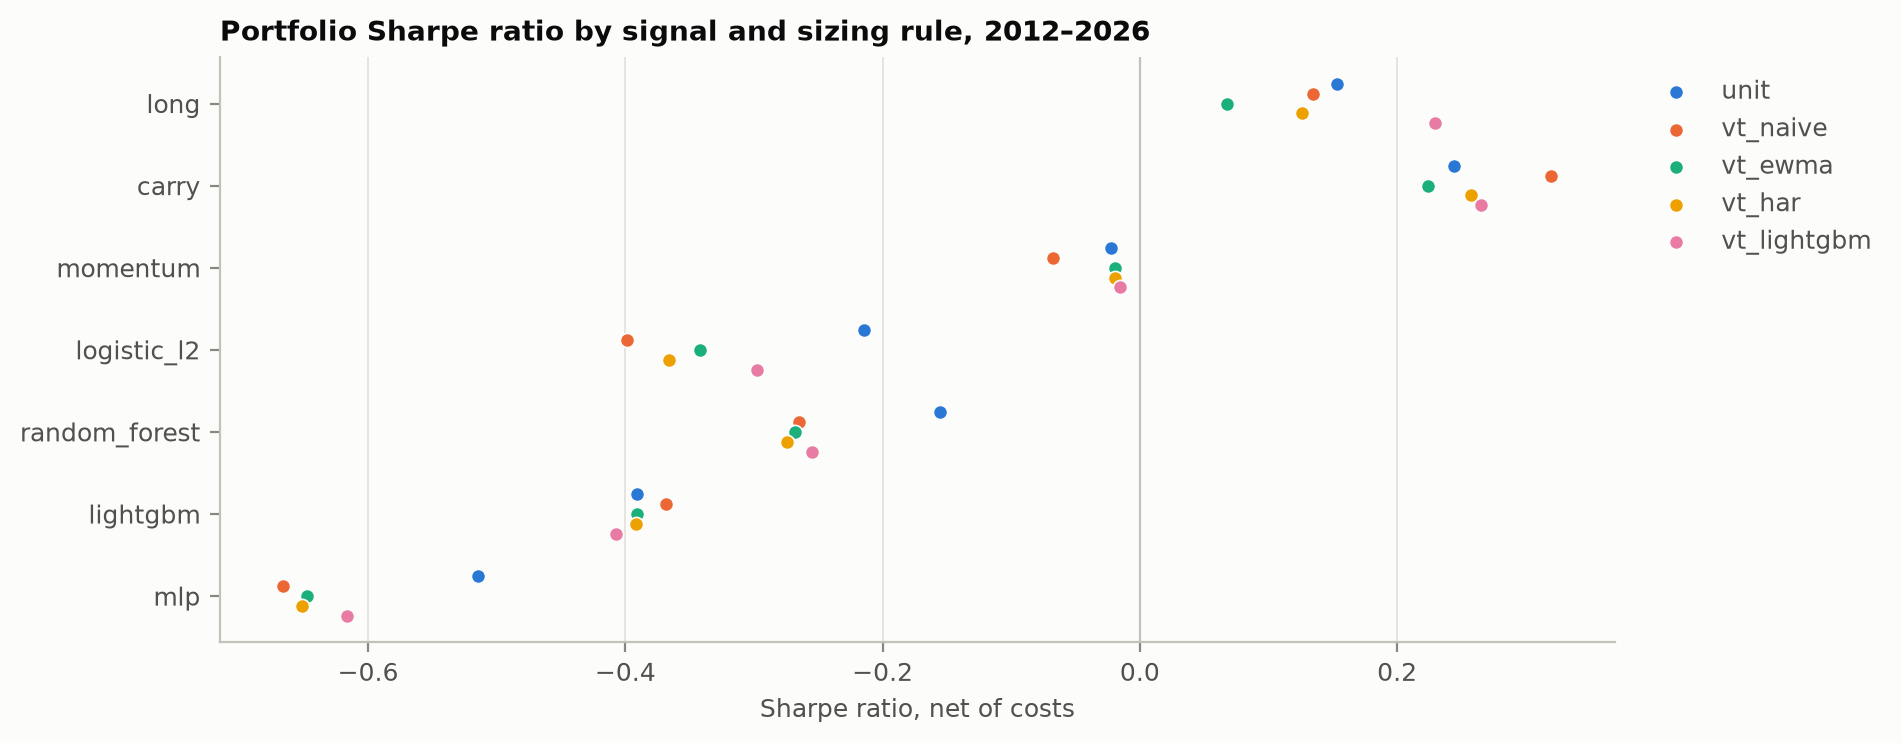 Portfolio Sharpe ratio by signal and sizing rule, 2012–2026
long
carry
momentum
logistic_l2
random_forest
lightgbm
mlp
−0.6
−0.4
−0.2
0.0
0.2
Sharpe ratio, net of costs
unit
vt_naive
vt_ewma
vt_har
vt_lightgbm